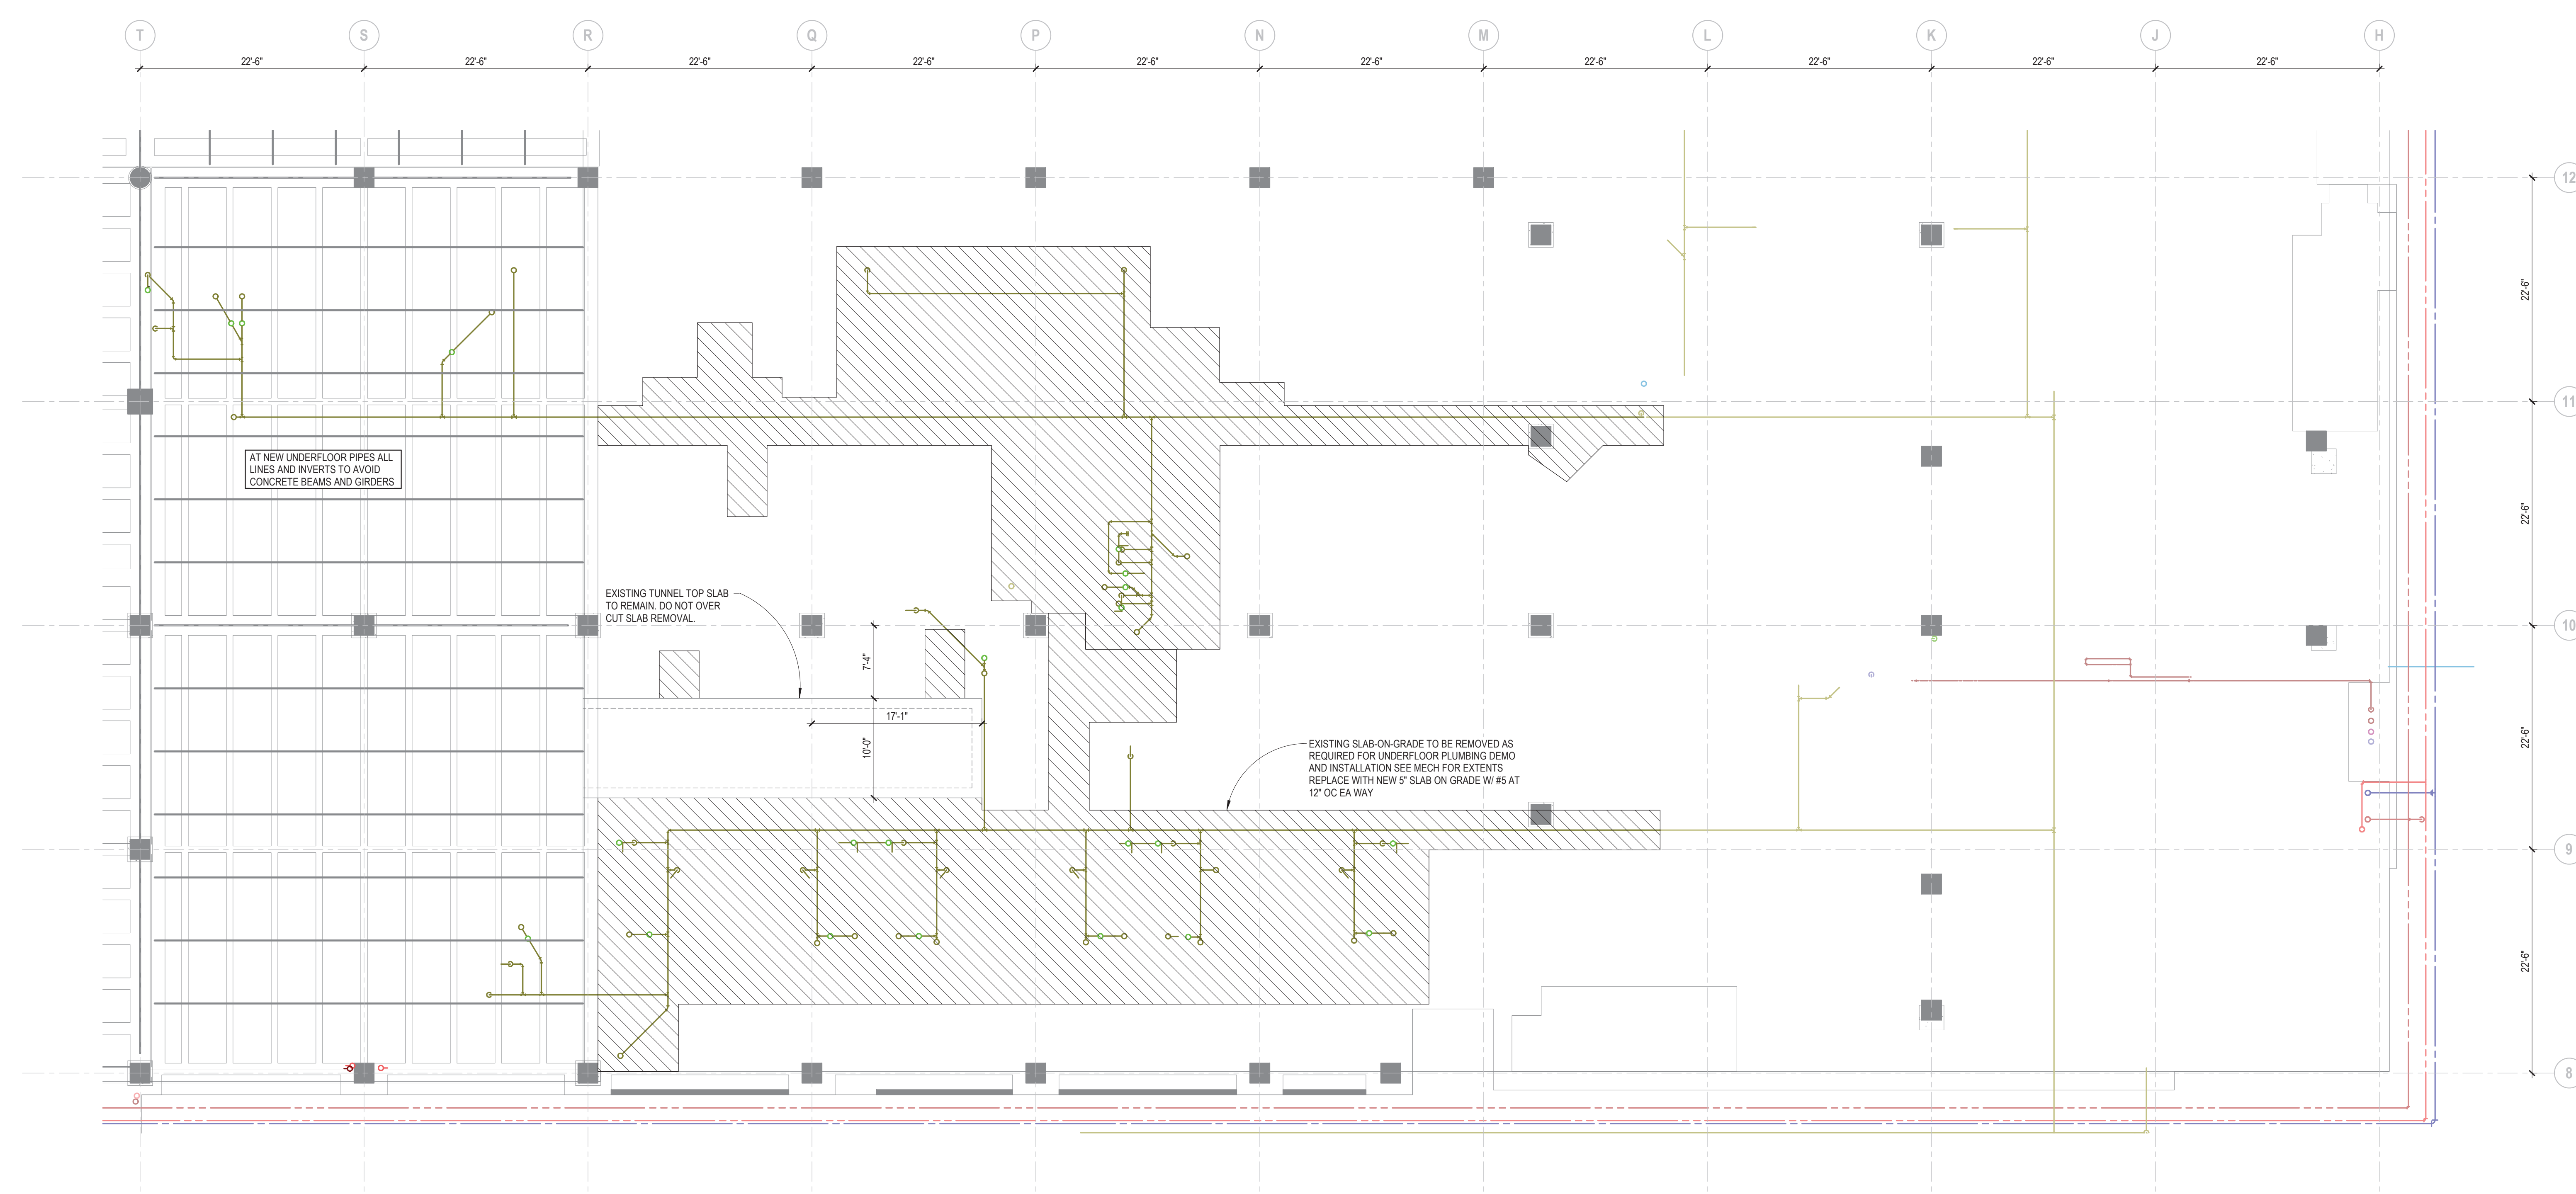 T S R Q P N M L K J H
22'-6" 22'-6" 22'-6" 22'-6" 22'-6" 22'-6" 22'-6" 22'-6" 22'-6" 22'-6"
12
22'-6"
11
AT NEW UNDERFLOOR PIPES ALL
LINES AND INVERTS TO AVOID
CONCRETE BEAMS AND GIRDERS
22'-6"
EXISTING TUNNEL TOP SLAB
TO REMAIN. DO NOT OVER
CUT SLAB REMOVAL.
10
7'-4"
17'-1"
10'-0"
22'-6"
EXISTING SLAB-ON-GRADE TO BE REMOVED AS
REQUIRED FOR UNDERFLOOR PLUMBING DEMO
AND INSTALLATION SEE MECH FOR EXTENTS
REPLACE WITH NEW 5" SLAB ON GRADE W/ #5 AT
12" OC EA WAY
9
22'-6"
8